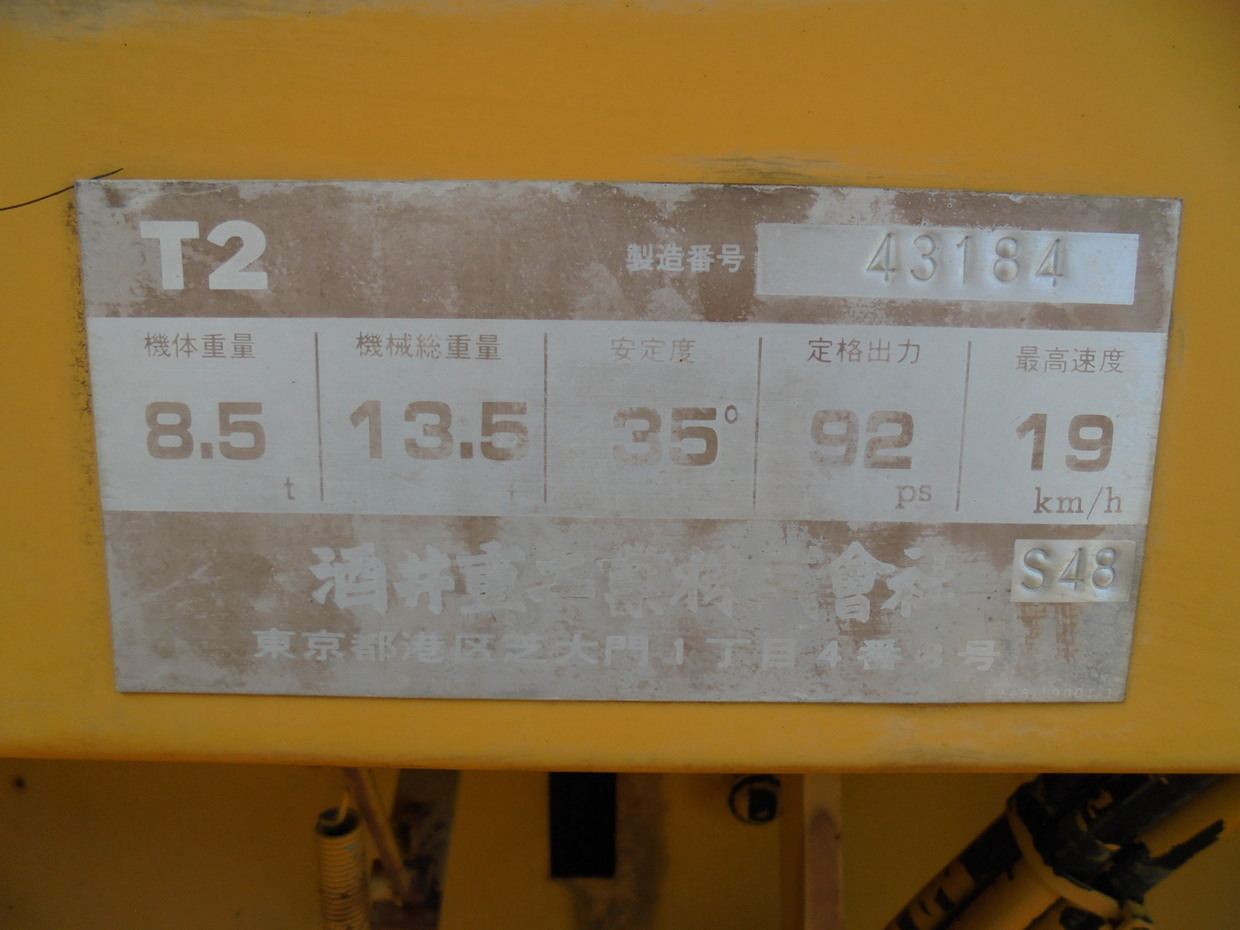 T2 製造番号 43184
機体重量 機械総重量 安定度 定格出力 最高速度
8.5 13.5 35° 92 19
t t ps km/h
酒井重工業株 會社 S48
東京都港区芝大門1丁目4番 号